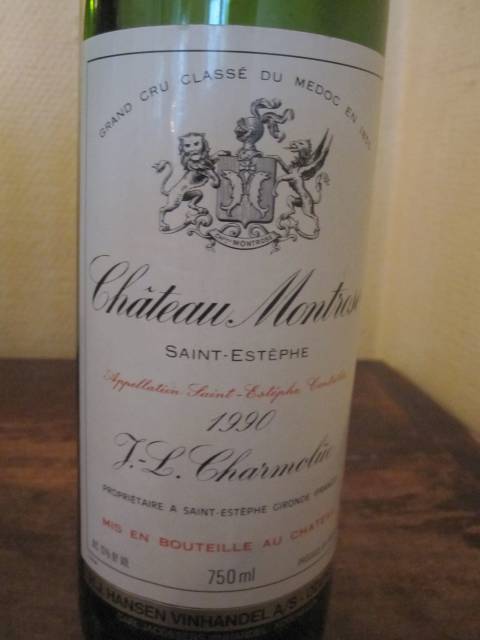 GRAND CRU CLASSÉ DU MEDOC EN 1855
MONTROSE
Château Montrose
SAINT-ESTÈPHE
Appellation Saint-Estèphe Contrôlée
1990
J.-L. Charmolüe
PROPRIÉTAIRE A SAINT-ESTÈPHE GIRONDE FRANCE
MIS EN BOUTEILLE AU CHATEAU
750 ml
HANSEN VINHANDEL A/S